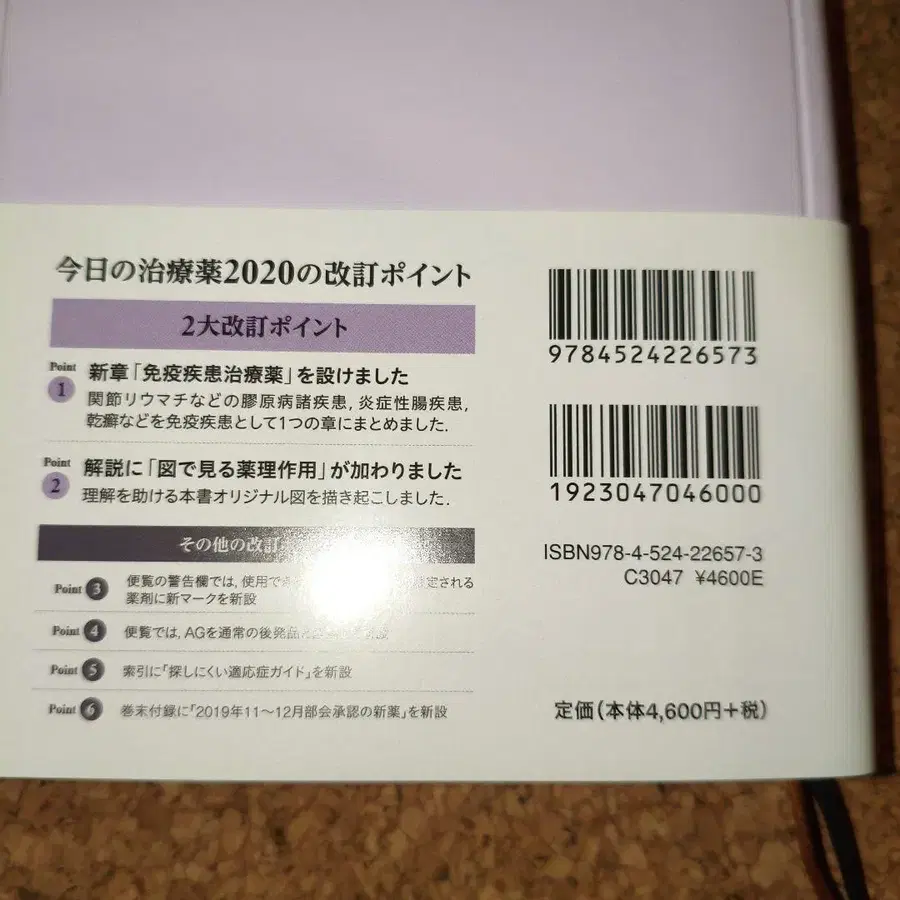 今日の治療薬2020の改訂ポイント
2大改訂ポイント
Point 1 新章「免疫疾患治療薬」を設けました
関節リウマチなどの膠原病諸疾患,炎症性腸疾患,
乾癬などを免疫疾患として1つの章にまとめました.
Point 2 解説に「図で見る薬理作用」が加わりました
理解を助ける本書オリジナル図を描き起こしました.
その他の改訂
Point 3 便覧の警告欄では,使用で 定される
薬剤に新マークを新設
Point 4 便覧では,AGを通常の後発品
Point 5 索引に「探しにくい適応症ガイド」を新設
Point 6 巻末付録に「2019年11〜12月部会承認の新薬」を新設
9784524226573
1923047046000
ISBN978-4-524-22657-3
C3047 ¥4600E
定価(本体4,600円+税)